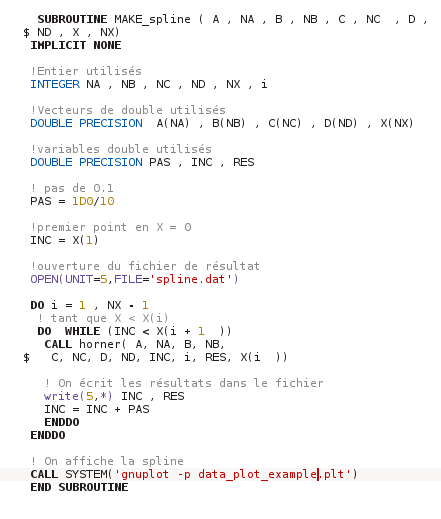 SUBROUTINE MAKE_spline ( A , NA , B , NB , C , NC  , D ,
$ ND , X , NX)
IMPLICIT NONE
!Entier utilisés
INTEGER NA , NB , NC , ND , NX , i
!Vecteurs de double utilisés
DOUBLE PRECISION  A(NA) , B(NB) , C(NC) , D(ND) , X(NX)
!variables double utilisés
DOUBLE PRECISION PAS , INC , RES
! pas de 0.1
PAS = 1D0/10
!premier point en X = 0
INC = X(1)
!ouverture du fichier de résultat
OPEN(UNIT=5,FILE='spline.dat')
DO i = 1 , NX - 1
! tant que X < X(i)
DO  WHILE (INC < X(i + 1  ))
CALL horner( A, NA, B, NB,
$   C, NC, D, ND, INC, i, RES, X(i  ))
! On écrit les résultats dans le fichier
write(5,*) INC , RES
INC = INC + PAS
ENDDO
ENDDO
! On affiche la spline
CALL SYSTEM('gnuplot -p data_plot_example.plt')
END SUBROUTINE